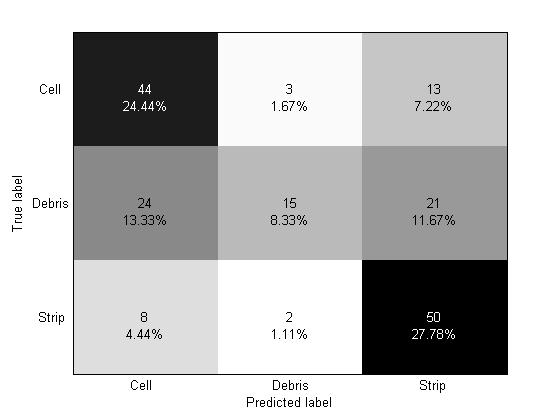 Cell
44
3
13
24.44%
1.67%
7.22%
True label
Debris
24
15
21
13.33%
8.33%
11.67%
Strip
8
2
50
4.44%
1.11%
27.78%
Cell
Debris
Strip
Predicted label